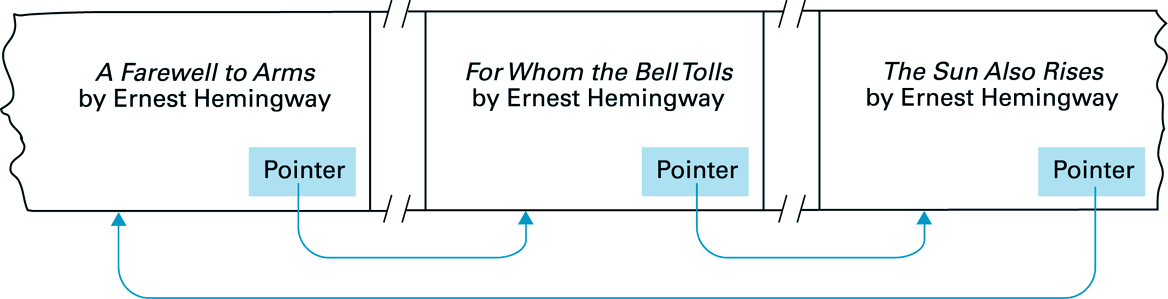 A Farewell to Arms
by Ernest Hemingway
Pointer
For Whom the Bell Tolls
by Ernest Hemingway
Pointer
The Sun Also Rises
by Ernest Hemingway
Pointer